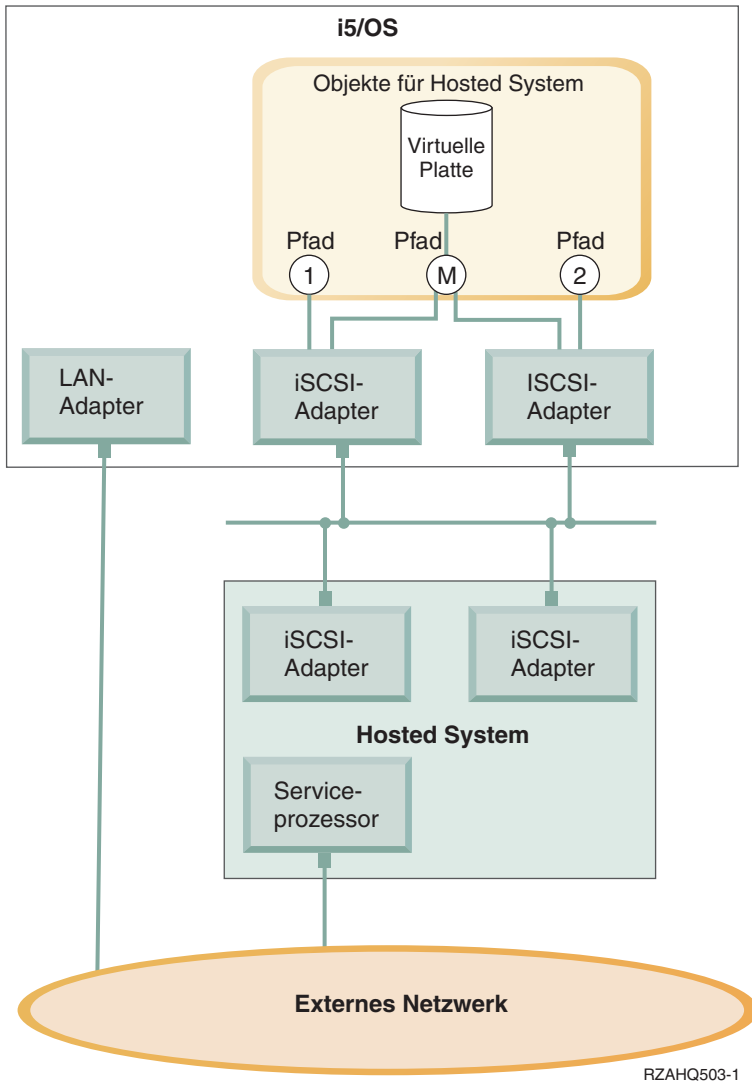 i5/OS
Objekte für Hosted System
Virtuelle
Platte
Pfad
Pfad
Pfad
1
M
2
LAN-
Adapter
iSCSI-
Adapter
ISCSI-
Adapter
iSCSI-
Adapter
iSCSI-
Adapter
Hosted System
Service-
prozessor
Externes Netzwerk
RZAHQ503-1